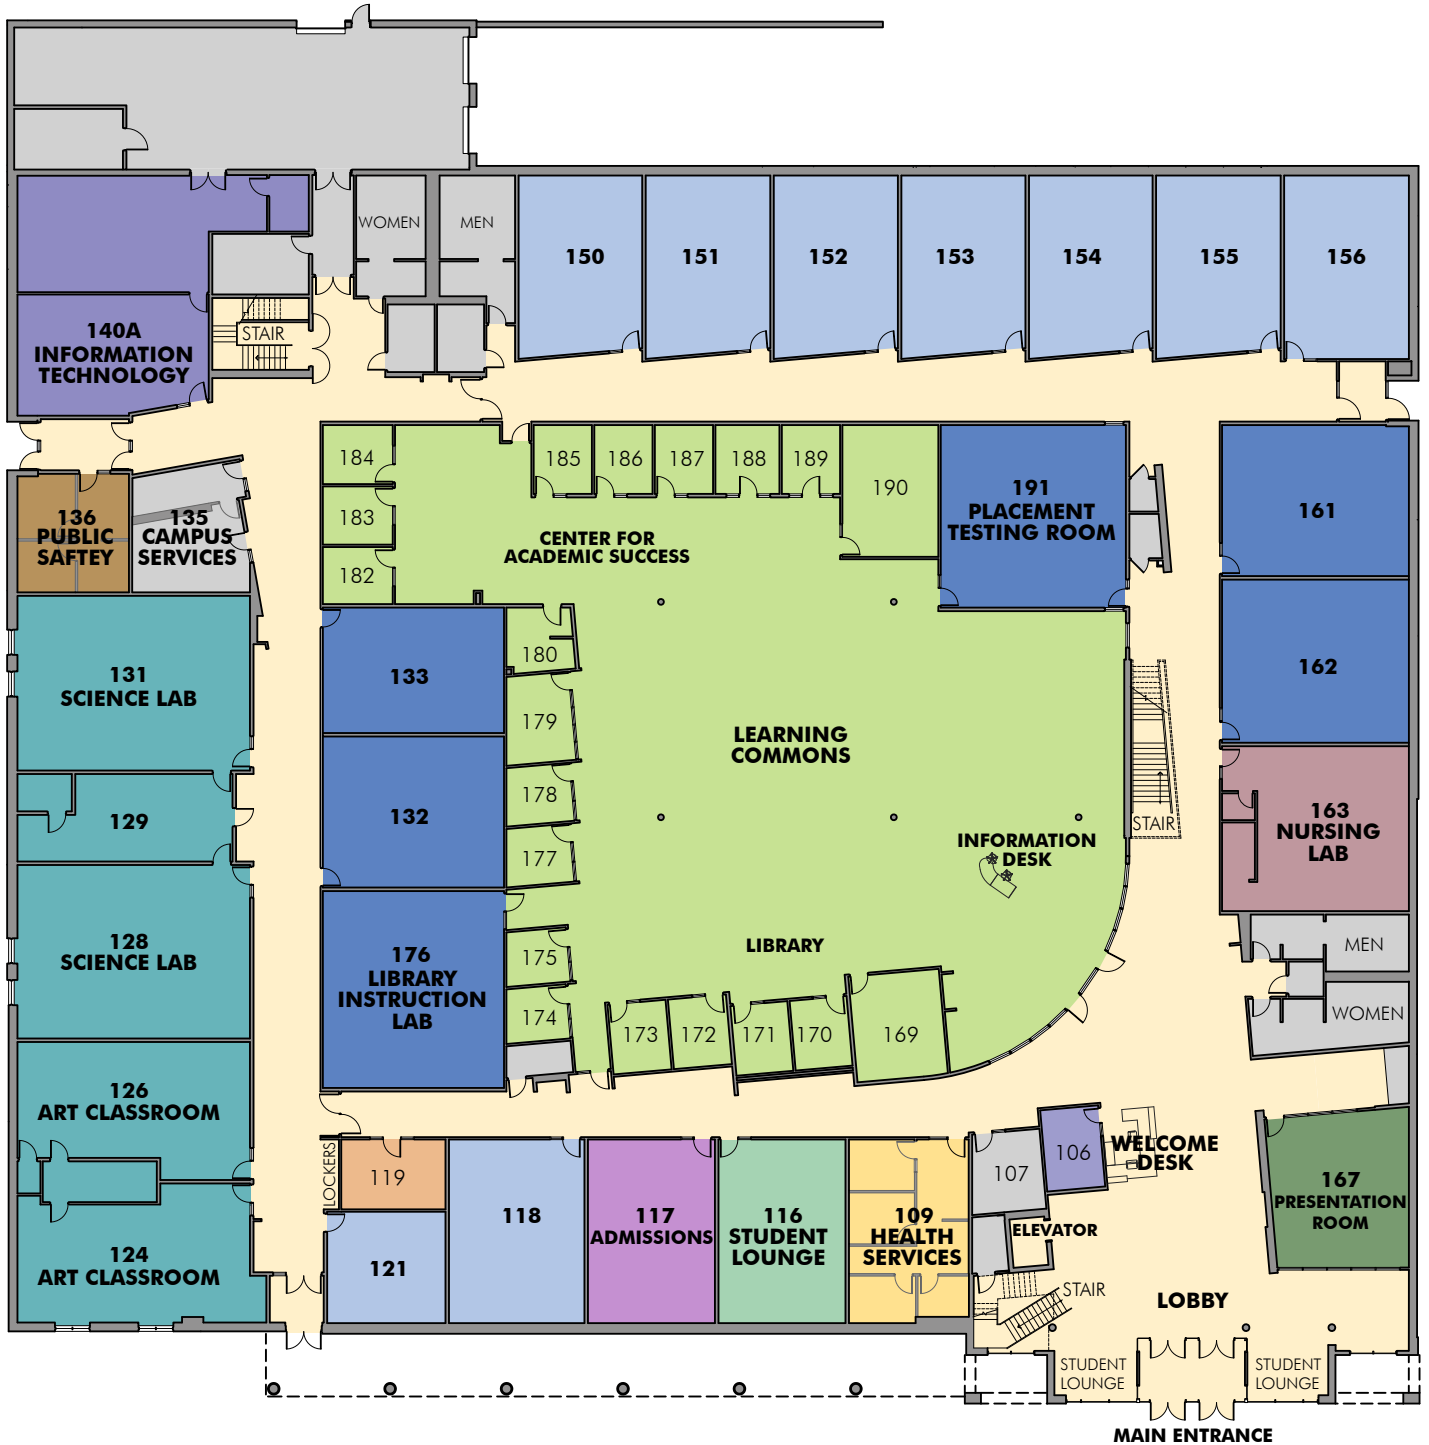 WOMEN
MEN
150
151
152
153
154
155
156
140A
INFORMATION
TECHNOLOGY
STAIR
184
185
186
187
188
189
190
191
PLACEMENT
TESTING ROOM
161
136
PUBLIC
SAFTEY
135
CAMPUS
SERVICES
183
182
CENTER FOR
ACADEMIC SUCCESS
131
SCIENCE LAB
133
180
179
162
LEARNING
COMMONS
129
132
178
177
STAIR
163
NURSING
LAB
INFORMATION
DESK
128
SCIENCE LAB
176
LIBRARY
INSTRUCTION
LAB
175
174
LIBRARY
MEN
WOMEN
173
172
171
170
169
126
ART CLASSROOM
LOCKERS
119
118
117
ADMISSIONS
116
STUDENT
LOUNGE
109
HEALTH
SERVICES
107
106
WELCOME
DESK
167
PRESENTATION
ROOM
ELEVATOR
124
ART CLASSROOM
121
STAIR
LOBBY
STUDENT
LOUNGE
STUDENT
LOUNGE
MAIN ENTRANCE